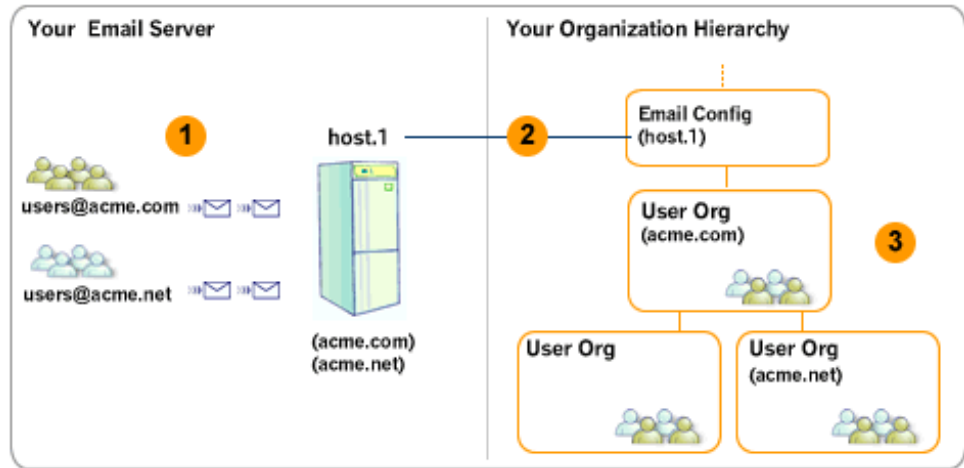 Your Email Server
Your Organization Hierarchy
1
host.1
2
Email Config
(host.1)
users@acme.com
users@acme.net
(acme.com)
(acme.net)
User Org
(acme.com)
3
User Org
User Org
(acme.net)